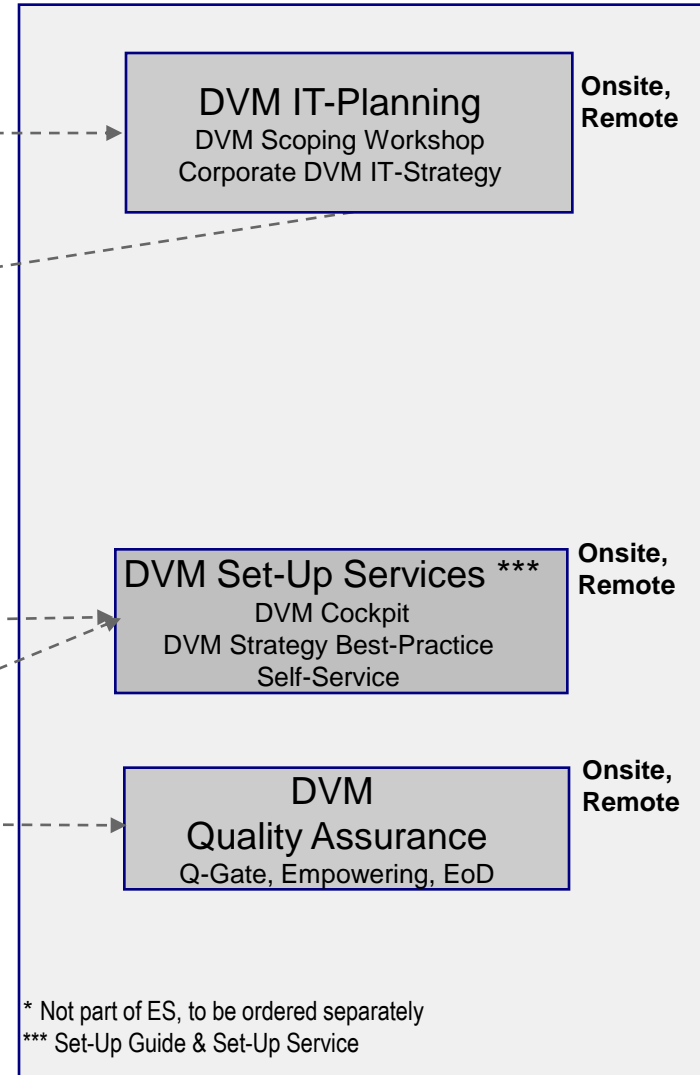 DVM IT-Planning
DVM Scoping Workshop
Corporate DVM IT-Strategy
Onsite,
Remote
DVM Set-Up Services ***
DVM Cockpit
DVM Strategy Best-Practice
Self-Service
Onsite,
Remote
DVM
Quality Assurance
Q-Gate, Empowering, EoD
Onsite,
Remote
* Not part of ES, to be ordered separately
*** Set-Up Guide & Set-Up Service